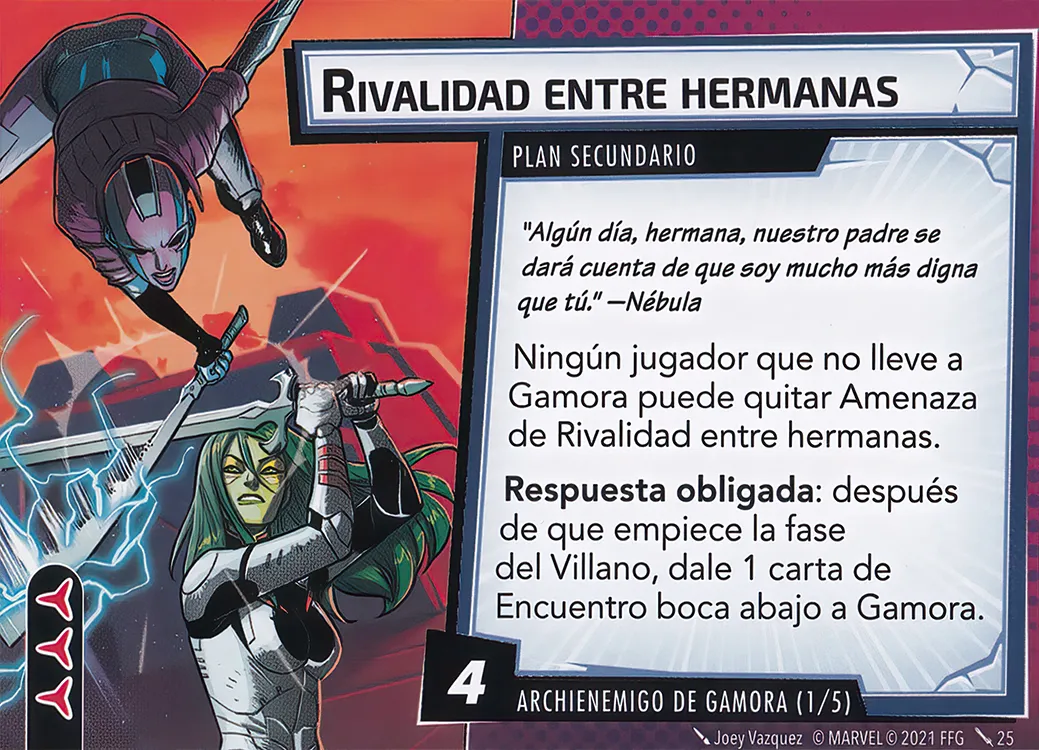 RIVALIDAD ENTRE HERMANAS
PLAN SECUNDARIO
"Algún día, hermana, nuestro padre se
dará cuenta de que soy mucho más digna
que tú." —Nébula
Ningún jugador que no lleve a
Gamora puede quitar Amenaza
de Rivalidad entre hermanas.
Respuesta obligada: después
de que empiece la fase
del Villano, dale 1 carta de
Encuentro boca abajo a Gamora.
4
ARCHIENEMIGO DE GAMORA (1/5)
Joey Vazquez © MARVEL © 2021 FFG 25